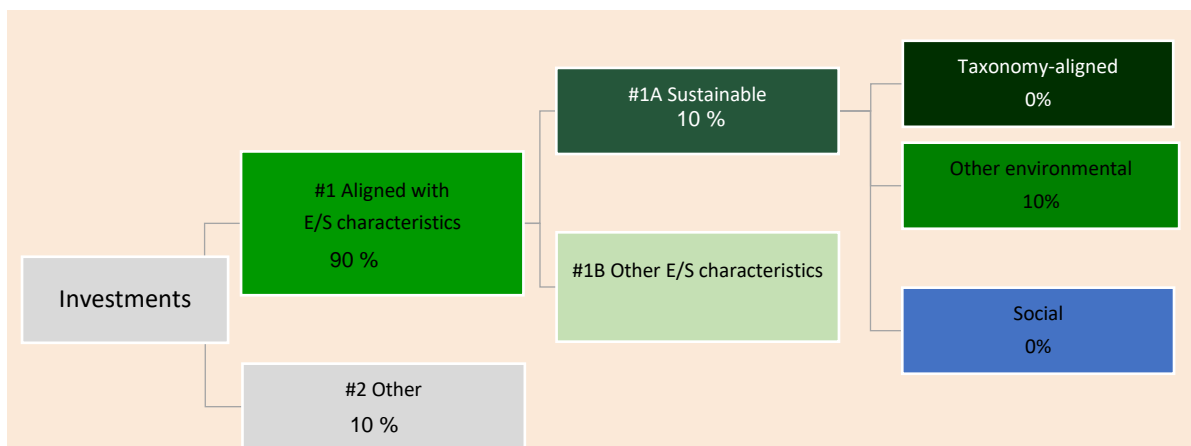 Investments
#1 Aligned with
E/S characteristics
90 %
#2 Other
10 %
#1A Sustainable
10 %
#1B Other E/S characteristics
Taxonomy-aligned
0%
Other environmental
10%
Social
0%